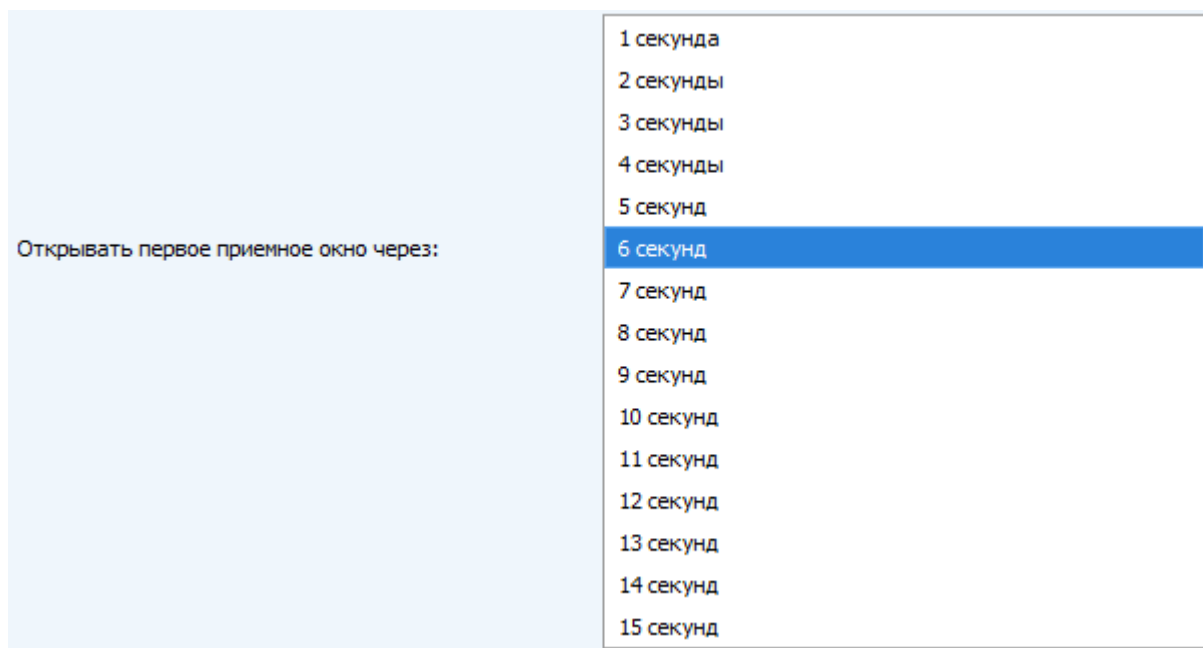 1 секунда
2 секунды
3 секунды
4 секунды
5 секунд
Открывать первое приемное окно через:
6 секунд
7 секунд
8 секунд
9 секунд
10 секунд
11 секунд
12 секунд
13 секунд
14 секунд
15 секунд